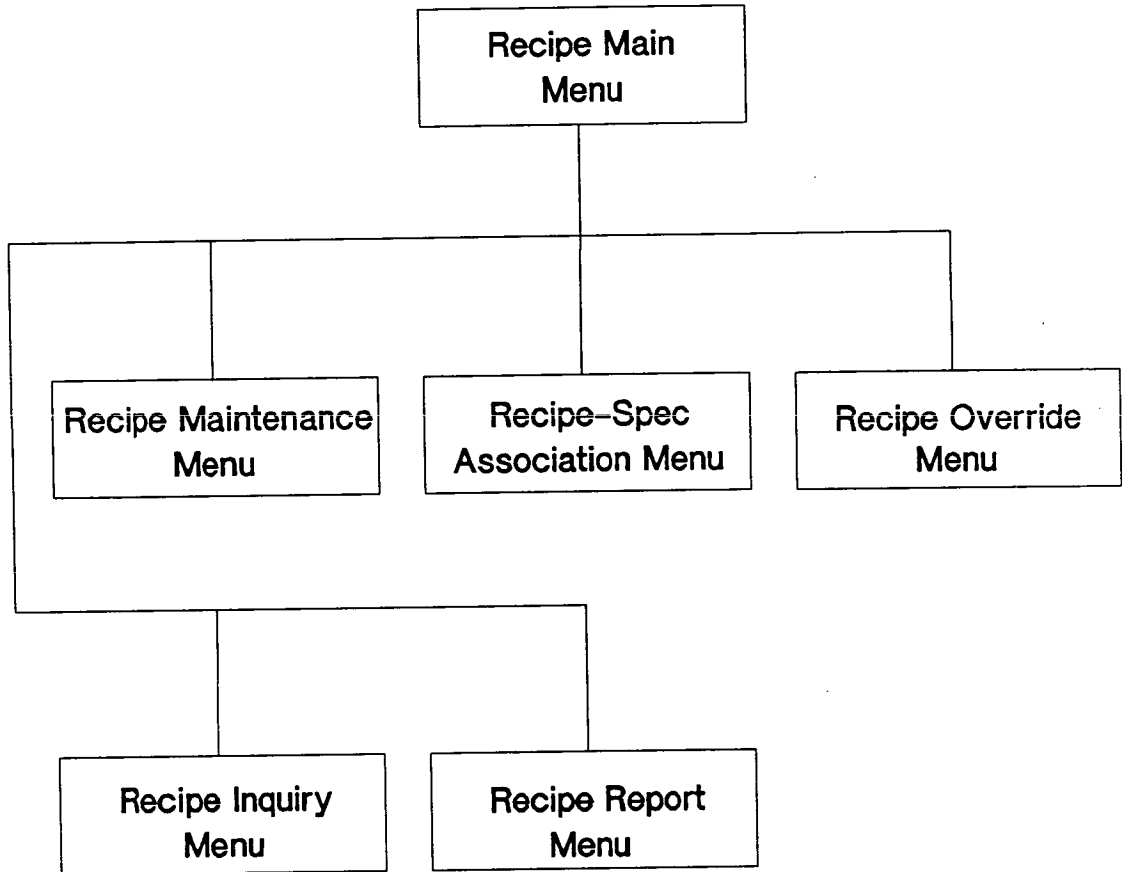 Recipe Main
Menu
Recipe Maintenance
Menu
Recipe–Spec
Association Menu
Recipe Override
Menu
Recipe Inquiry
Menu
Recipe Report
Menu